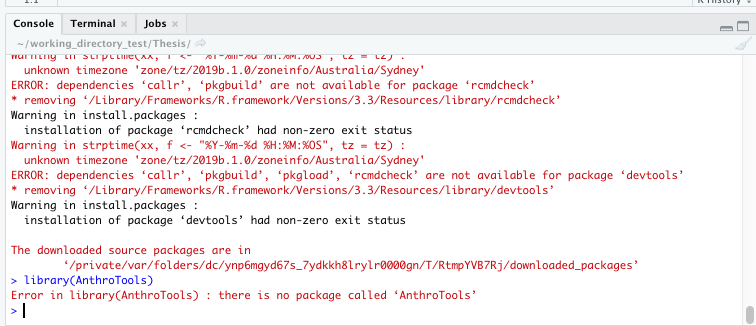 R History
1:1
Console Terminal Jobs
~/working_directory_test/Thesis/
Warning in strptime(xx, f <- "%Y-%m-%d %H:%M:%OS", tz = tz) :
unknown timezone 'zone/tz/2019b.1.0/zoneinfo/Australia/Sydney'
ERROR: dependencies ‘callr’, ‘pkgbuild’ are not available for package ‘rcmdcheck’
* removing ‘/Library/Frameworks/R.framework/Versions/3.3/Resources/library/rcmdcheck’
Warning in install.packages :
installation of package ‘rcmdcheck’ had non-zero exit status
Warning in strptime(xx, f <- "%Y-%m-%d %H:%M:%OS", tz = tz) :
unknown timezone 'zone/tz/2019b.1.0/zoneinfo/Australia/Sydney'
ERROR: dependencies ‘callr’, ‘pkgbuild’, ‘pkgload’, ‘rcmdcheck’ are not available for package ‘devtools’
* removing ‘/Library/Frameworks/R.framework/Versions/3.3/Resources/library/devtools’
Warning in install.packages :
installation of package ‘devtools’ had non-zero exit status
The downloaded source packages are in
‘/private/var/folders/dc/ynp6mgyd67s_7ydkkh8lrylr0000gn/T/RtmpYVB7Rj/downloaded_packages’
> library(AnthroTools)
Error in library(AnthroTools) : there is no package called ‘AnthroTools’
>